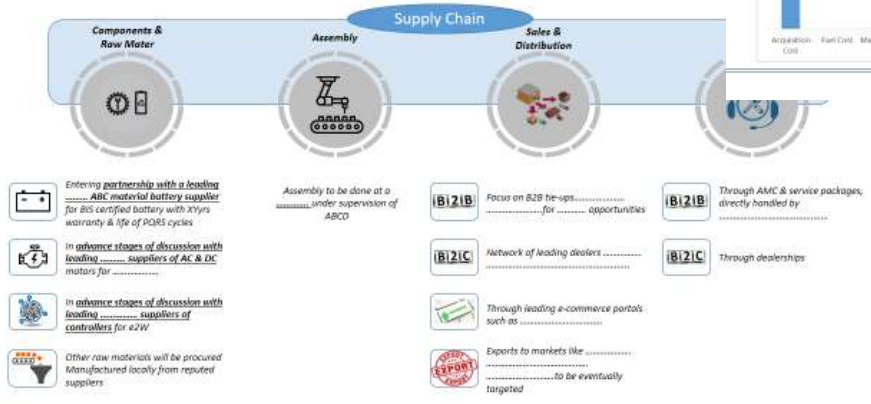 Supply Chain
Components &
Raw Mater
Assembly
Sales &
Distribution
Acquisition
Cost
Fuel Cost
Entering partnership with a leading
........ ABC material battery supplier
for BIS certified battery with XYyrs
warranty & life of PQRS cycles
In advance stages of discussion with
leading ......... suppliers of AC & DC
motors for ................
In advance stages of discussion with
leading ............. suppliers of
controllers for e2W
Other raw materials will be procured
Manufactured locally from reputed
suppliers
Assembly to be done at a
............. under supervision of
ABCD
B2B
Focus on B2B tie-ups..................
.....................for .......... opportunities
B2C
Network of leading dealers ..............
..........................................
Through leading e-commerce portals
such as ..............................
EXPORT
Exports to markets like ................
...........................
........................to be eventually
targeted
B2B
Through AMC & service packages,
directly handled by
...................................
B2C
Through dealerships